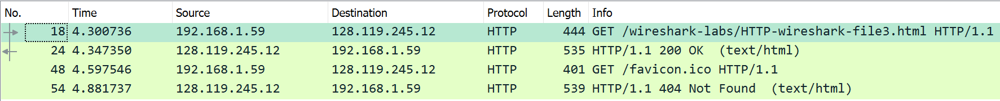 No. Time Source Destination Protocol Length Info
18 4.300736 192.168.1.59 128.119.245.12 HTTP 444 GET /wireshark-labs/HTTP-wireshark-file3.html HTTP/1.1
24 4.347350 128.119.245.12 192.168.1.59 HTTP 535 HTTP/1.1 200 OK (text/html)
48 4.597546 192.168.1.59 128.119.245.12 HTTP 401 GET /favicon.ico HTTP/1.1
54 4.881737 128.119.245.12 192.168.1.59 HTTP 539 HTTP/1.1 404 Not Found (text/html)